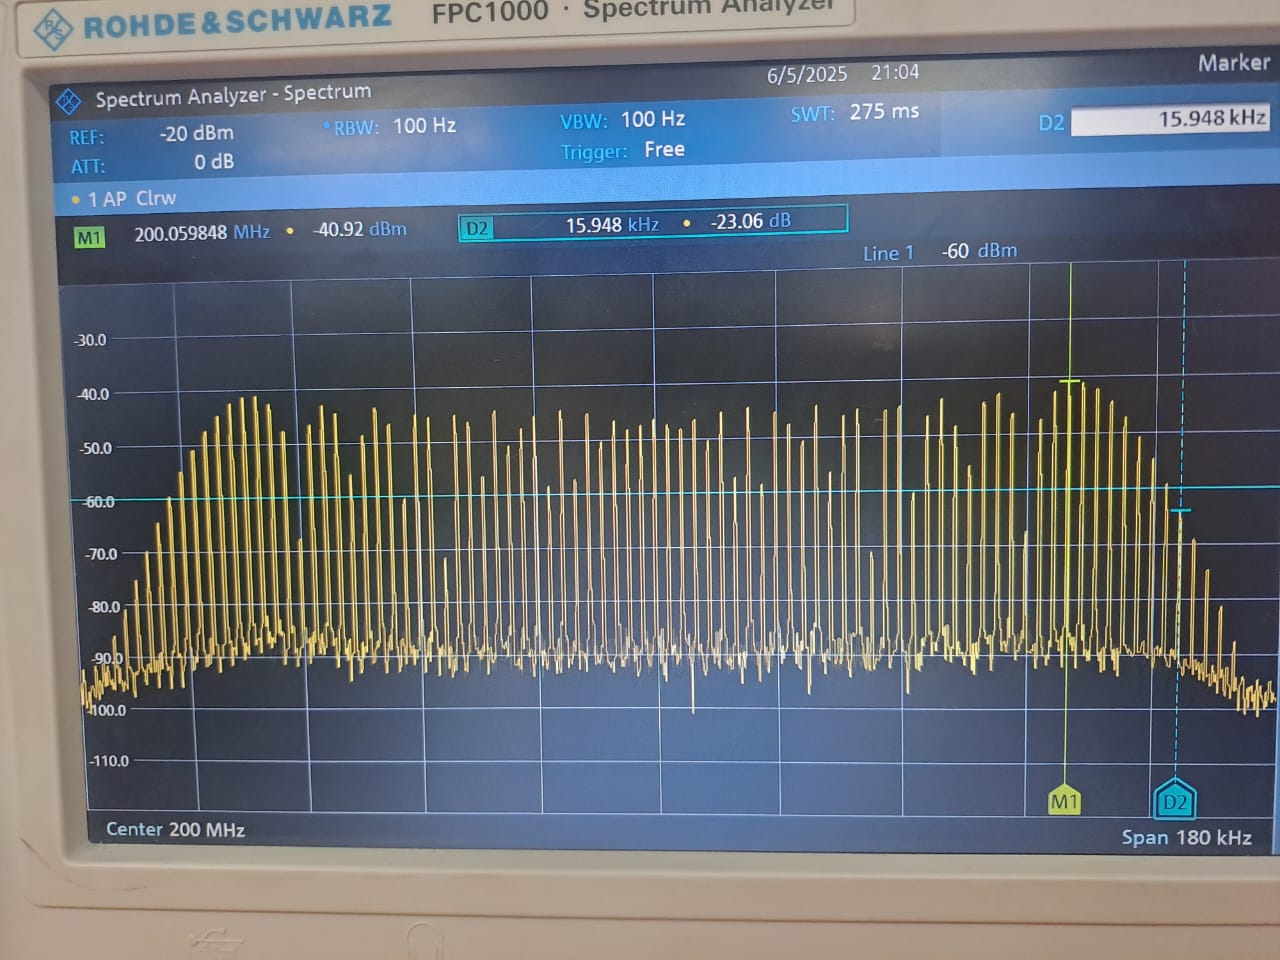 ROHDE&SCHWARZ FPC1000 · Spectrum Analyzer
6/5/2025 21:04 Marker
Spectrum Analyzer - Spectrum
REF: -20 dBm RBW: 100 Hz VBW: 100 Hz SWT: 275 ms D2 15.948 kHz
ATT: 0 dB Trigger: Free
1 AP Clrw
M1 200.059848 MHz • -40.92 dBm D2 15.948 kHz • -23.06 dB
Line 1 -60 dBm
-30.0
-40.0
-50.0
-60.0
-70.0
-80.0
-90.0
-100.0
-110.0
M1 D2
Center 200 MHz Span 180 kHz